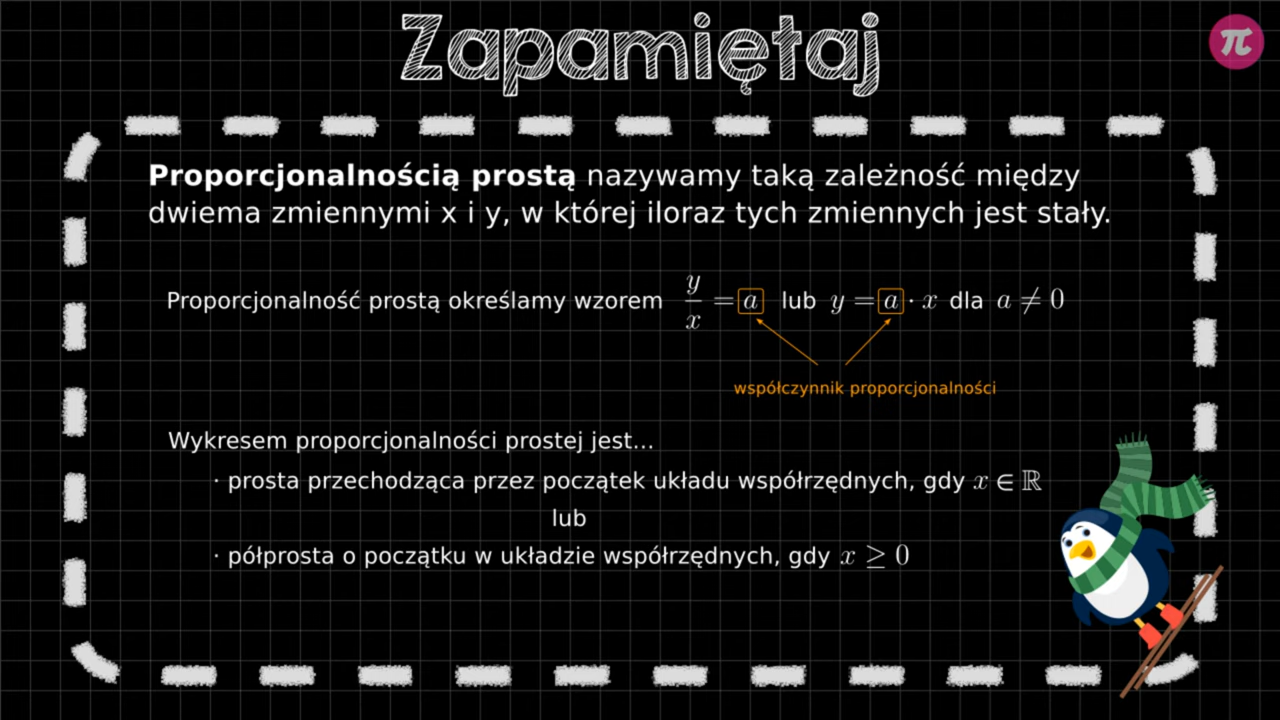 Zapamiętaj
π
Proporcjonalnością prostą nazywamy taką zależność między
dwiema zmiennymi x i y, w której iloraz tych zmiennych jest stały.
Proporcjonalność prostą określamy wzorem y/x = a lub y = a · x dla a ≠ 0
współczynnik proporcjonalności
Wykresem proporcjonalności prostej jest...
· prosta przechodząca przez początek układu współrzędnych, gdy x ∈ ℝ
lub
· półprosta o początku w układzie współrzędnych, gdy x ≥ 0